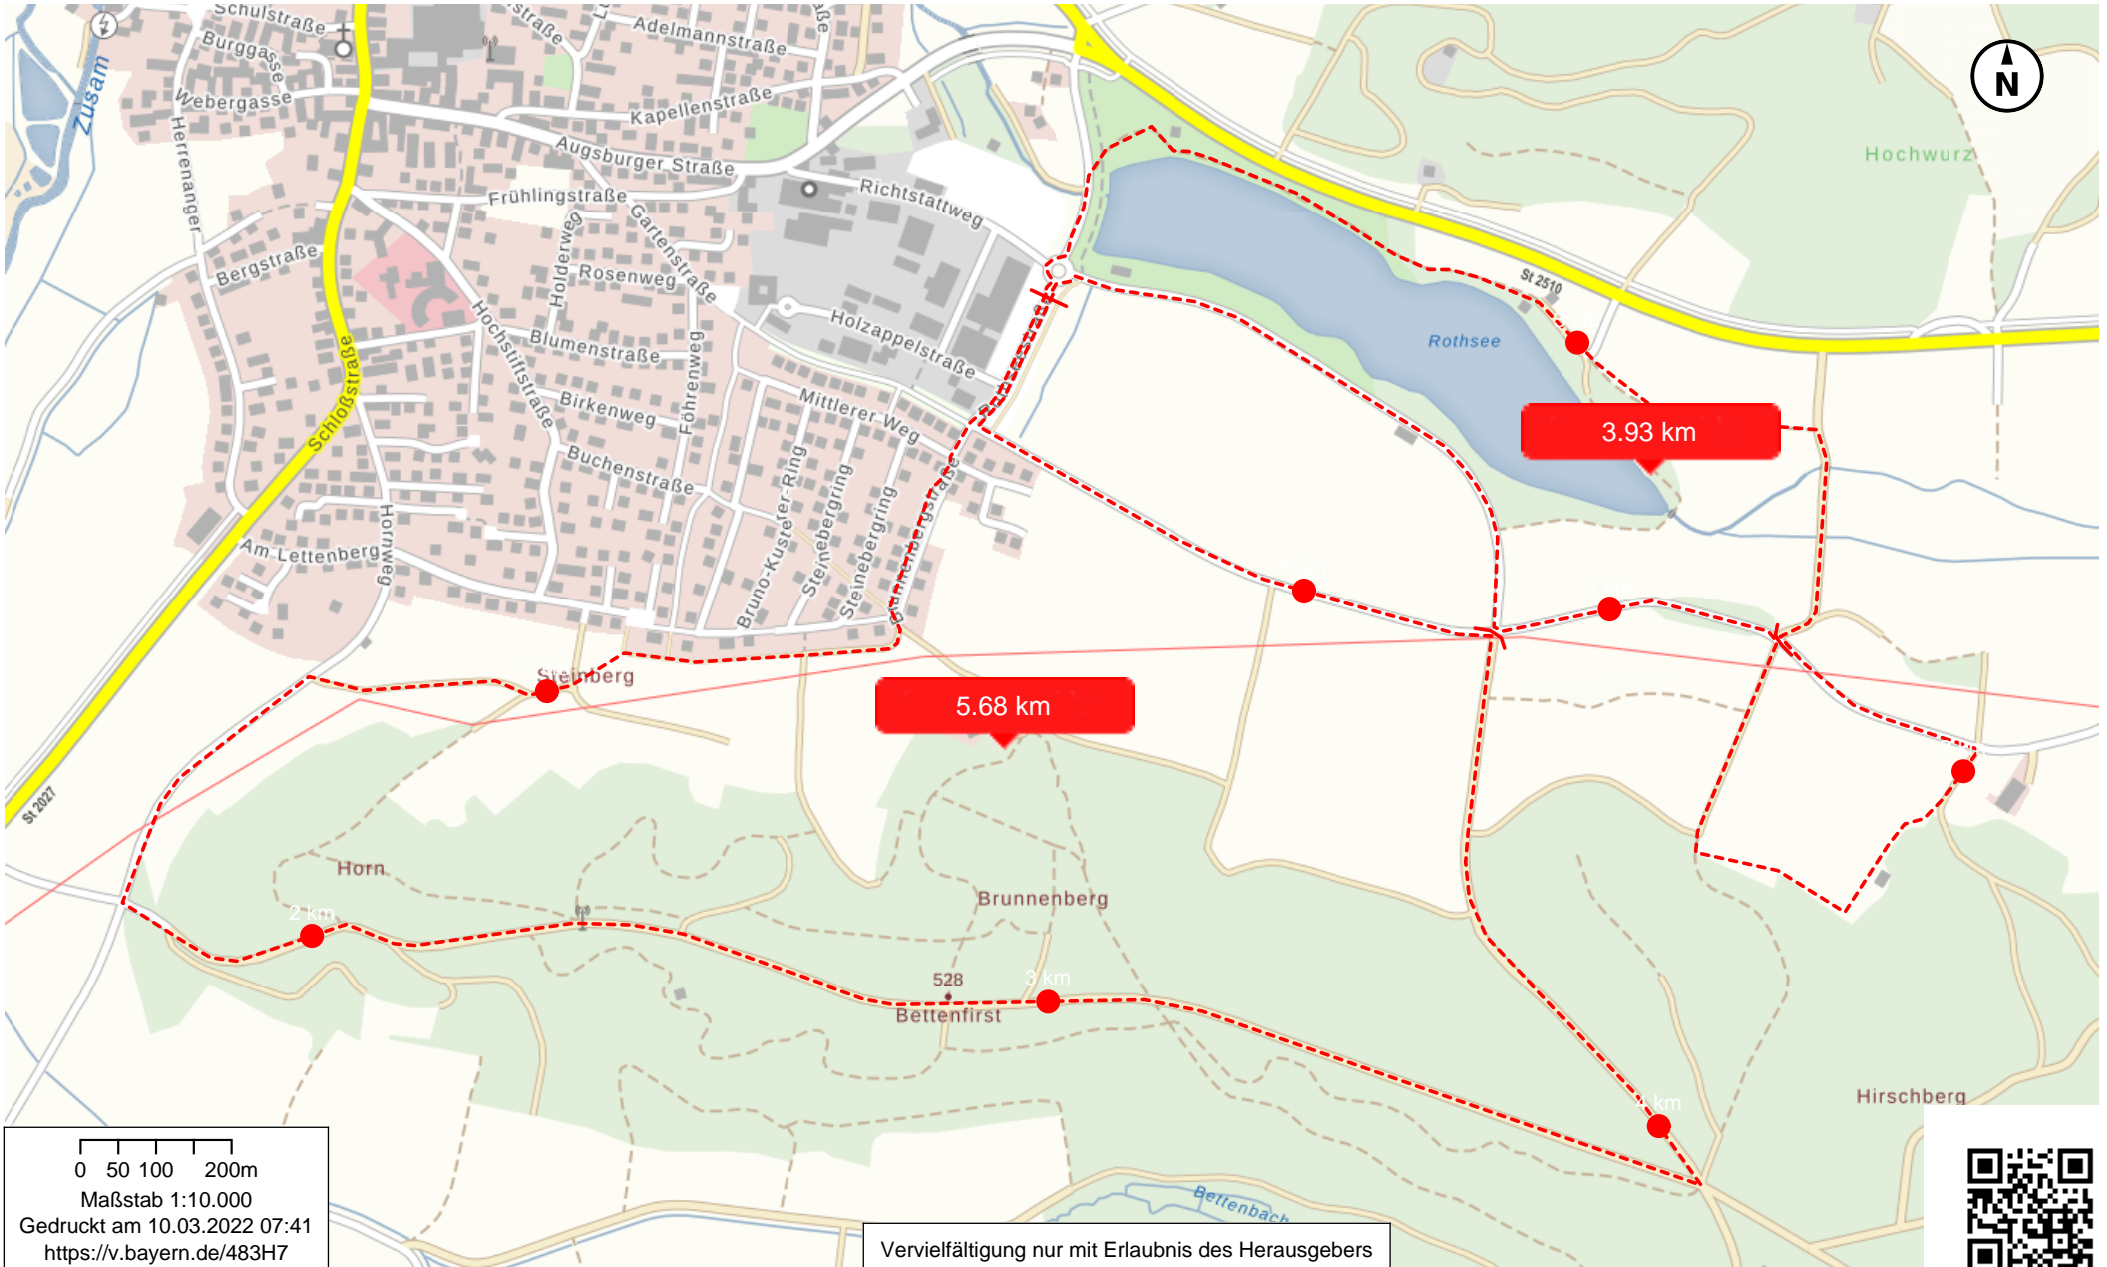 Schulstraße
Adelmannstraße
Burggasse
Webergasse
Zusam
Kapellenstraße
Augsburger Straße
Herrenanger
Frühlingstraße
Richtstattweg
Gartenstraße
Holderweg
Bergstraße
Rosenweg
Hochwurz
N
St 2510
Rothsee
Holzappelstraße
Hochstiftstraße
Blumenstraße
Föhrenweg
Schloßstraße
Birkenweg
Mittlerer Weg
3.93 km
Buchenstraße
Bruno-Kusterer-Ring
Steinebergring
Steinebergring
Brunnenbergstraße
Hornweg
Am Lettenberg
Steinberg
5.68 km
St 2027
Horn
Brunnenberg
2 km
528
3 km
Bettenfirst
4 km
Hirschberg
Bettenbach
0 50 100 200m
Maßstab 1:10.000
Gedruckt am 10.03.2022 07:41
https://v.bayern.de/483H7
Vervielfältigung nur mit Erlaubnis des Herausgebers